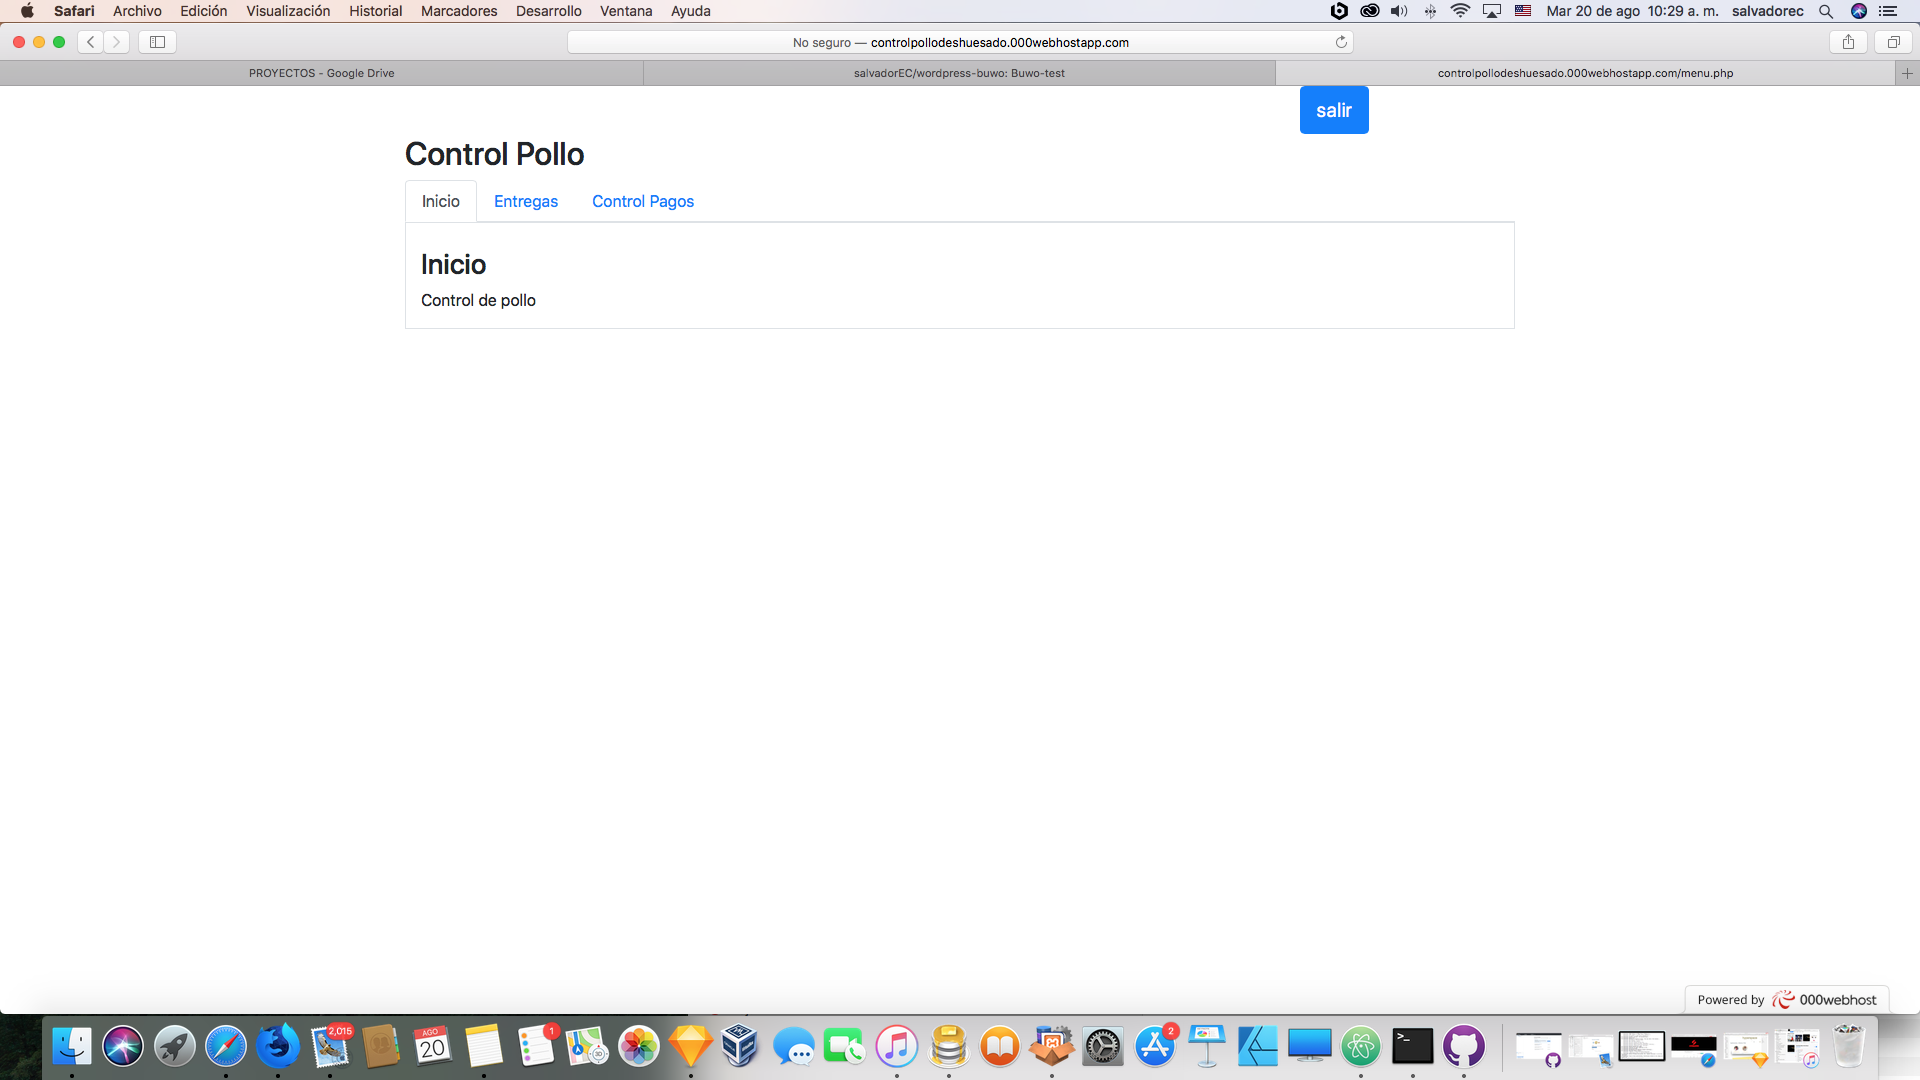 Safari Archivo Edición Visualización Historial Marcadores Desarrollo Ventana Ayuda Mar 20 de ago 10:29 a. m. salvadorec
No seguro — controlpollodeshuesado.000webhostapp.com
PROYECTOS - Google Drive salvadorEC/wordpress-buwo: Buwo-test controlpollodeshuesado.000webhostapp.com/menu.php
salir
Control Pollo
Inicio Entregas Control Pagos
Inicio
Control de pollo
Powered by 000webhost
2,015 AGO 20 1 3D 2 >_